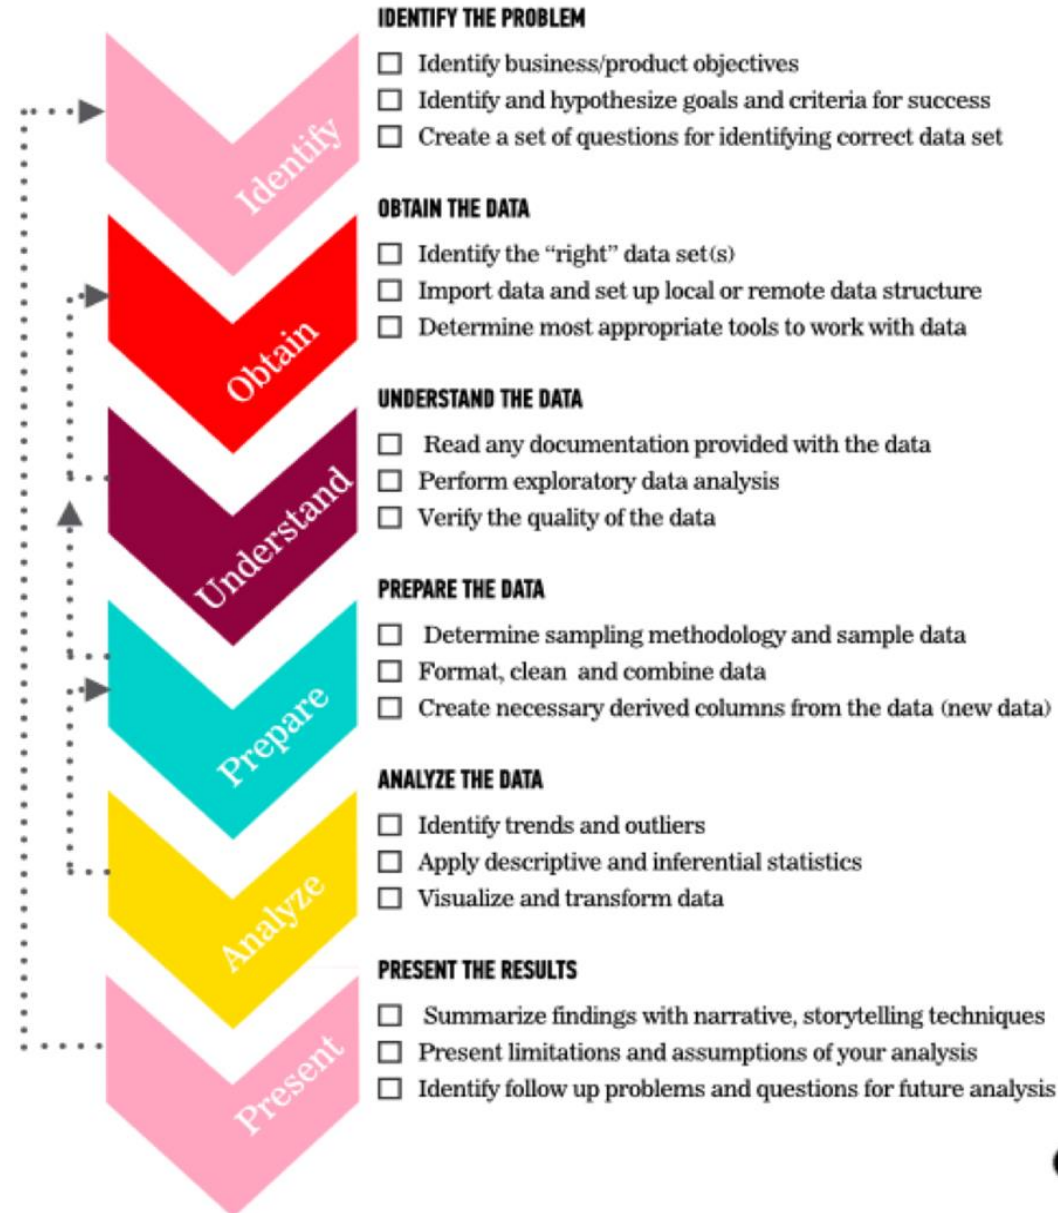 IDENTIFY THE PROBLEM
Identify business/product objectives
Identify and hypothesize goals and criteria for success
Create a set of questions for identifying correct data set
Identify
OBTAIN THE DATA
Identify the “right” data set(s)
Import data and set up local or remote data structure
Determine most appropriate tools to work with data
Obtain
UNDERSTAND THE DATA
Read any documentation provided with the data
Perform exploratory data analysis
Verify the quality of the data
Understand
PREPARE THE DATA
Determine sampling methodology and sample data
Format, clean and combine data
Create necessary derived columns from the data (new data)
Prepare
ANALYZE THE DATA
Identify trends and outliers
Apply descriptive and inferential statistics
Visualize and transform data
Analyze
PRESENT THE RESULTS
Summarize findings with narrative, storytelling techniques
Present limitations and assumptions of your analysis
Identify follow up problems and questions for future analysis
Present